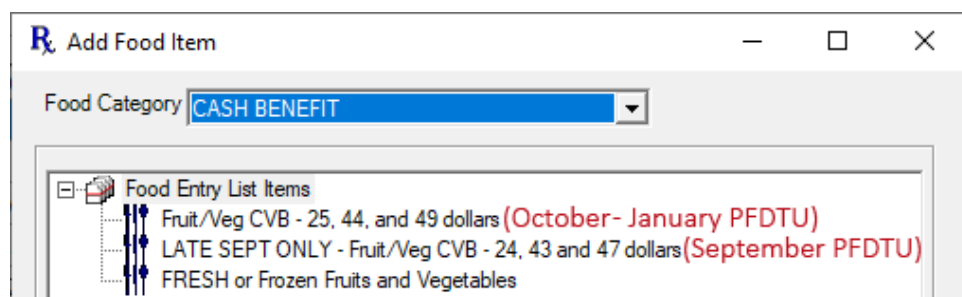 Rx Add Food Item
Food Category CASH BENEFIT
Food Entry List Items
Fruit/Veg CVB - 25, 44, and 49 dollars (October- January PFDTU)
LATE SEPT ONLY - Fruit/Veg CVB - 24, 43 and 47 dollars (September PFDTU)
FRESH or Frozen Fruits and Vegetables